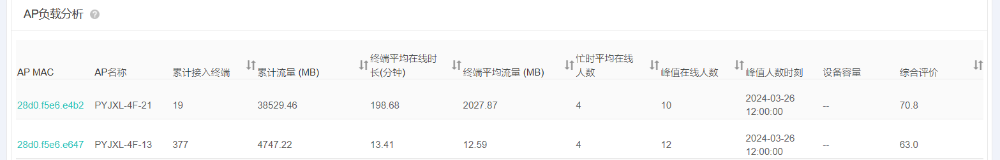 AP负载分析
AP MAC AP名称 累计接入终端 累计流量 (MB) 终端平均在线时长(分钟) 终端平均流量 (MB) 忙时平均在线人数 峰值在线人数 峰值人数时刻 设备容量 综合评价
28d0.f5e6.e4b2 PYJXL-4F-21 19 38529.46 198.68 2027.87 4 10 2024-03-26 12:00:00 -- 70.8
28d0.f5e6.e647 PYJXL-4F-13 377 4747.22 13.41 12.59 4 12 2024-03-26 12:00:00 -- 63.0